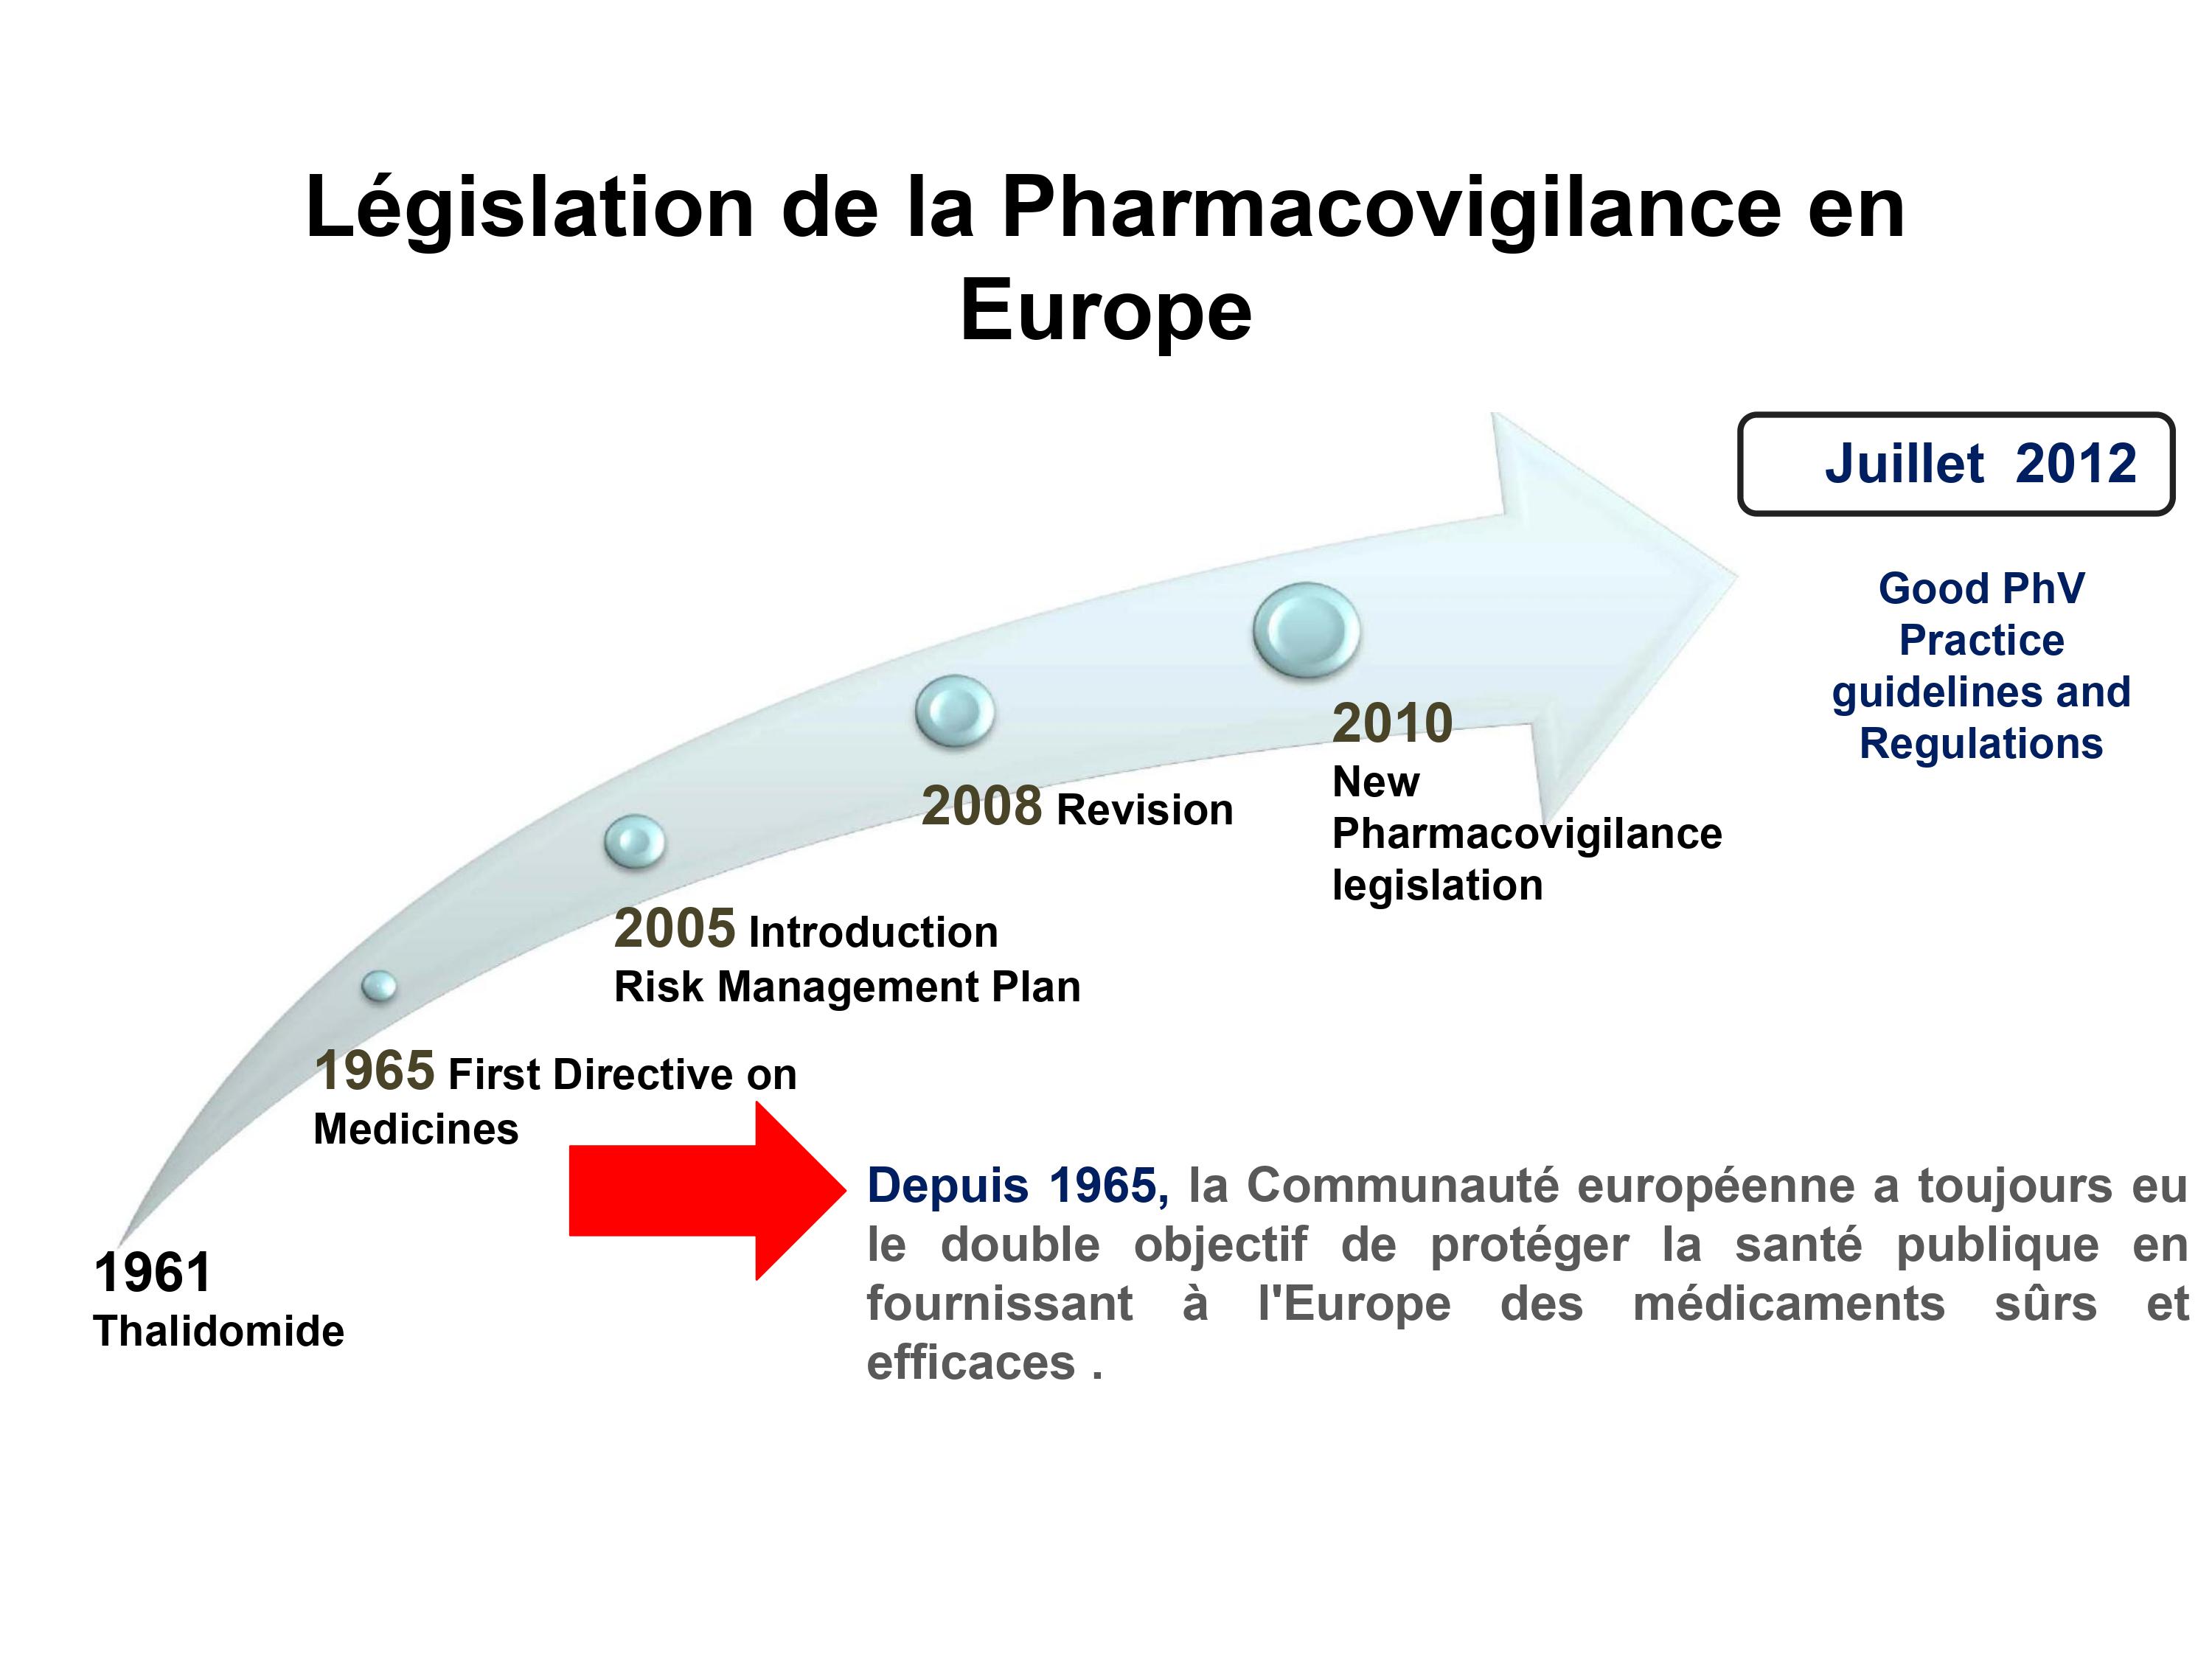 Législation de la Pharmacovigilance en
Europe
Juillet 2012
Good PhV
Practice
guidelines and
Regulations
2010
New
Pharmacovigilance
legislation
2008 Revision
2005 Introduction
Risk Management Plan
1965 First Directive on
Medicines
Depuis 1965, la Communauté européenne a toujours eu
le double objectif de protéger la santé publique en
fournissant à l'Europe des médicaments sûrs et
efficaces .
1961
Thalidomide